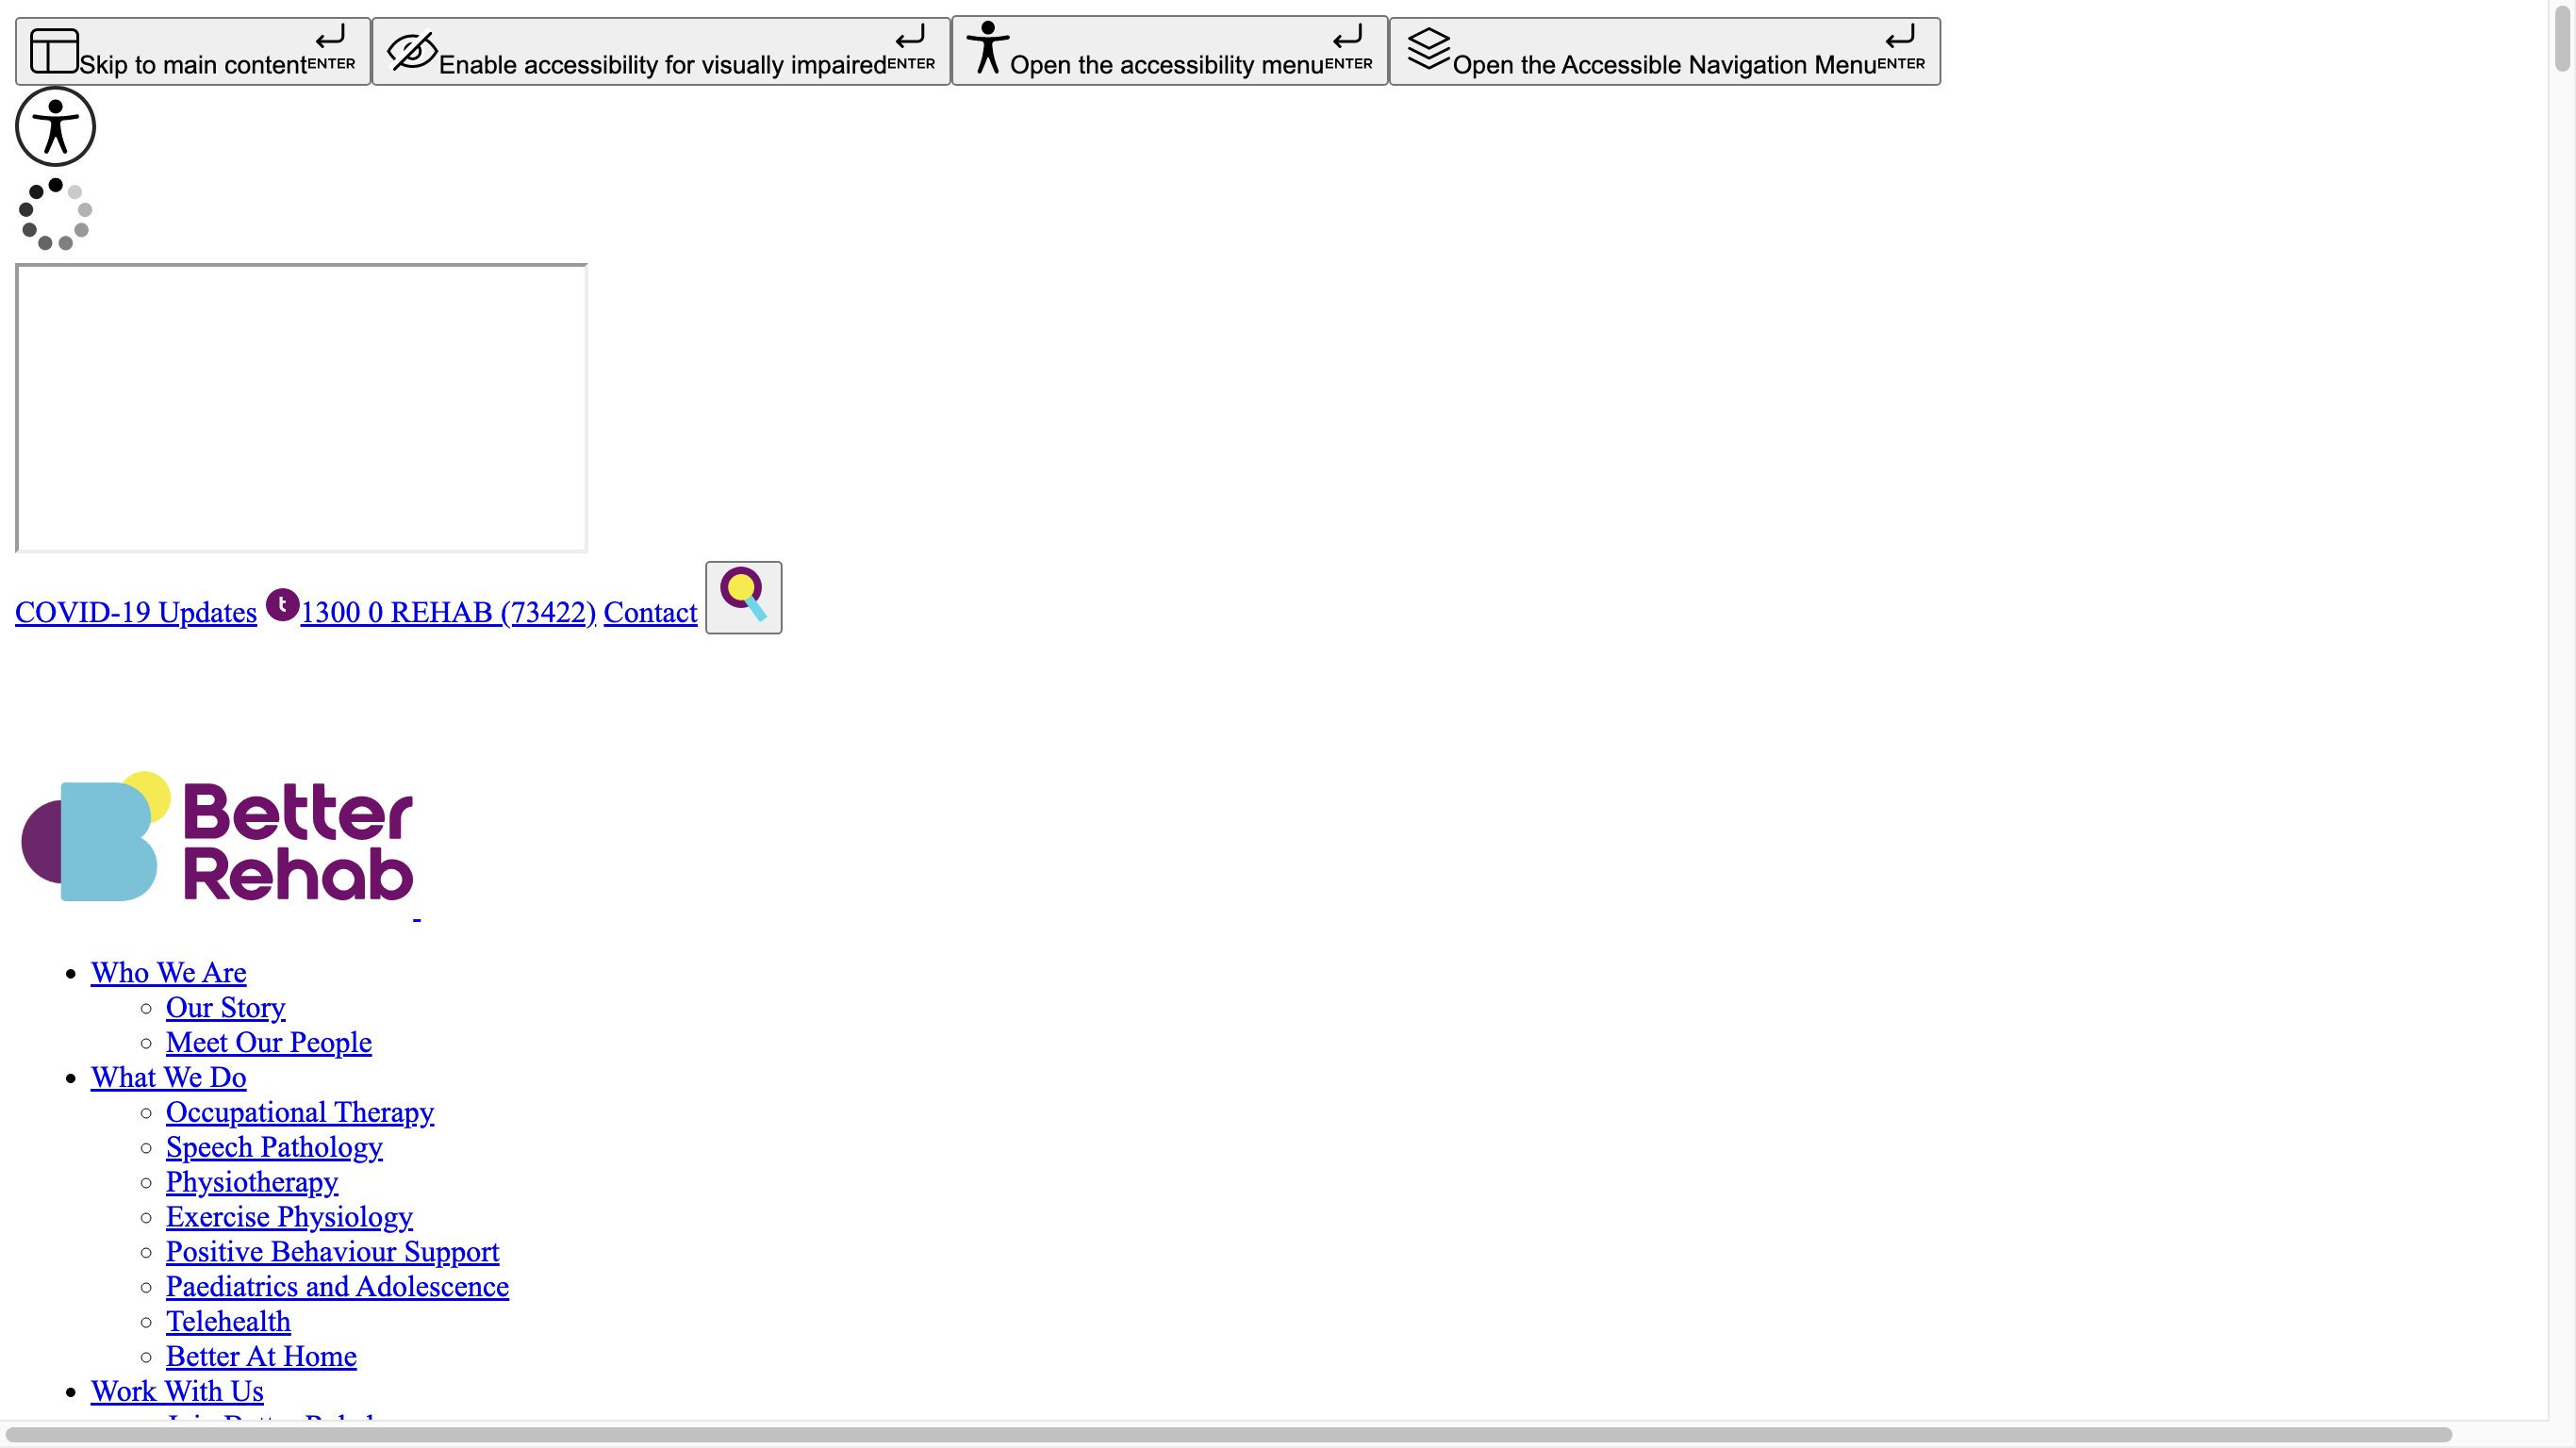 Skip to main content ENTER Enable accessibility for visually impaired ENTER Open the accessibility menu ENTER Open the Accessible Navigation Menu ENTER
COVID-19 Updates t 1300 0 REHAB (73422) Contact
Better
Rehab
Who We Are
Our Story
Meet Our People
What We Do
Occupational Therapy
Speech Pathology
Physiotherapy
Exercise Physiology
Positive Behaviour Support
Paediatrics and Adolescence
Telehealth
Better At Home
Work With Us